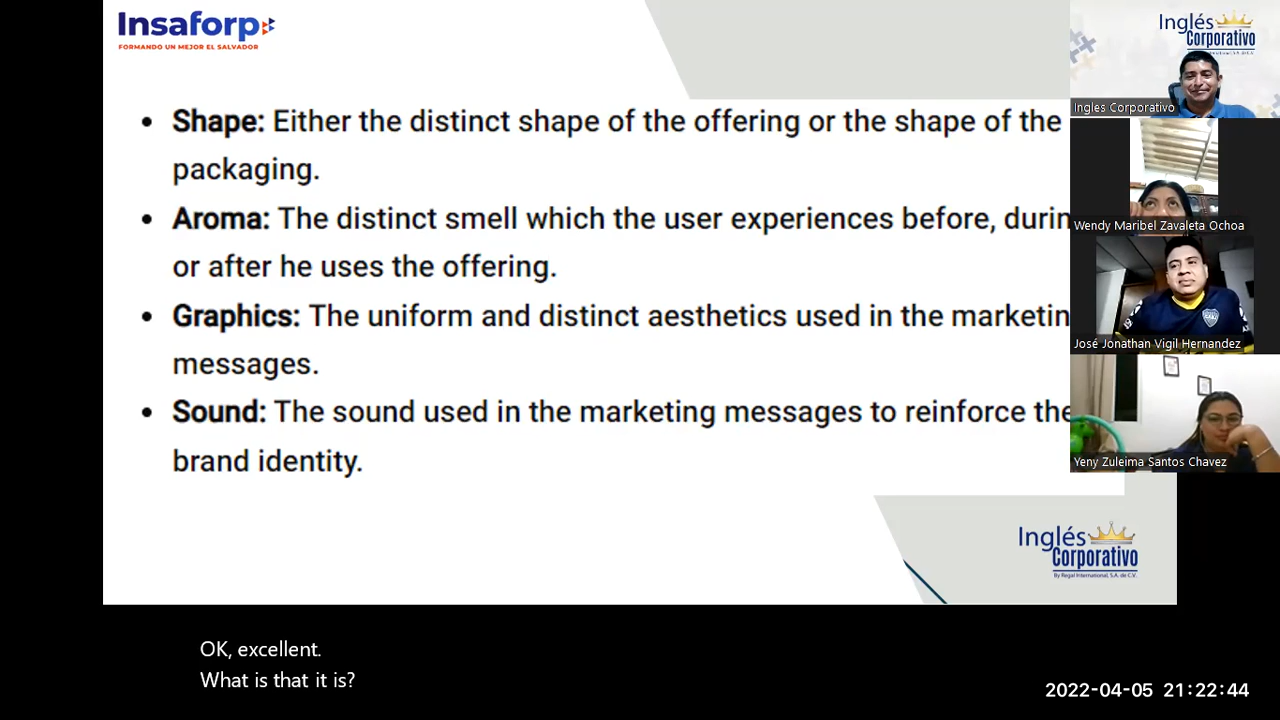 Insaforp
FORMANDO UN MEJOR EL SALVADOR
• Shape: Either the distinct shape of the offering or the shape of the
packaging.
• Aroma: The distinct smell which the user experiences before, durin
or after he uses the offering.
• Graphics: The uniform and distinct aesthetics used in the marketin
messages.
• Sound: The sound used in the marketing messages to reinforce the
brand identity.
Inglés
Corporativo
Ingles Corporativo
Wendy Maribel Zavaleta Ochoa
José Jonathan Vigil Hernandez
Yeny Zuleima Santos Chavez
Inglés
Corporativo
By Regal International, S.A. de C.V.
OK, excellent.
What is that it is?
2022-04-05 21:22:44